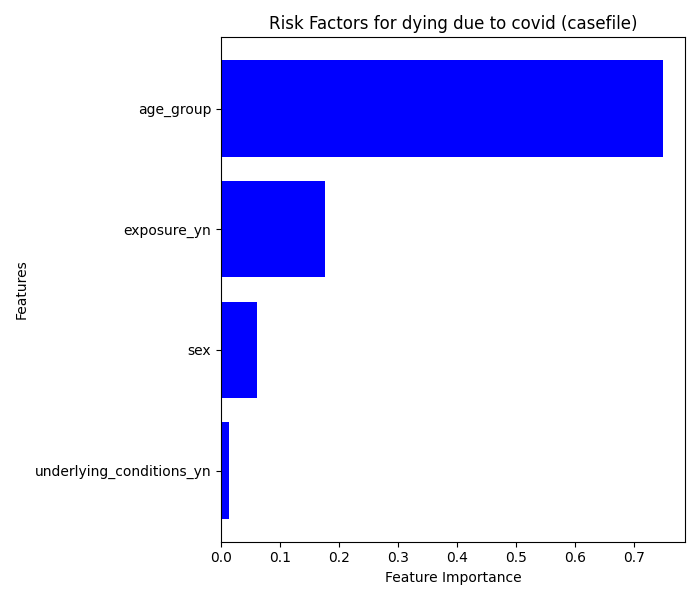 Risk Factors for dying due to covid (casefile)
age_group
exposure_yn
sex
underlying_conditions_yn
Features
0.0 0.1 0.2 0.3 0.4 0.5 0.6 0.7
Feature Importance